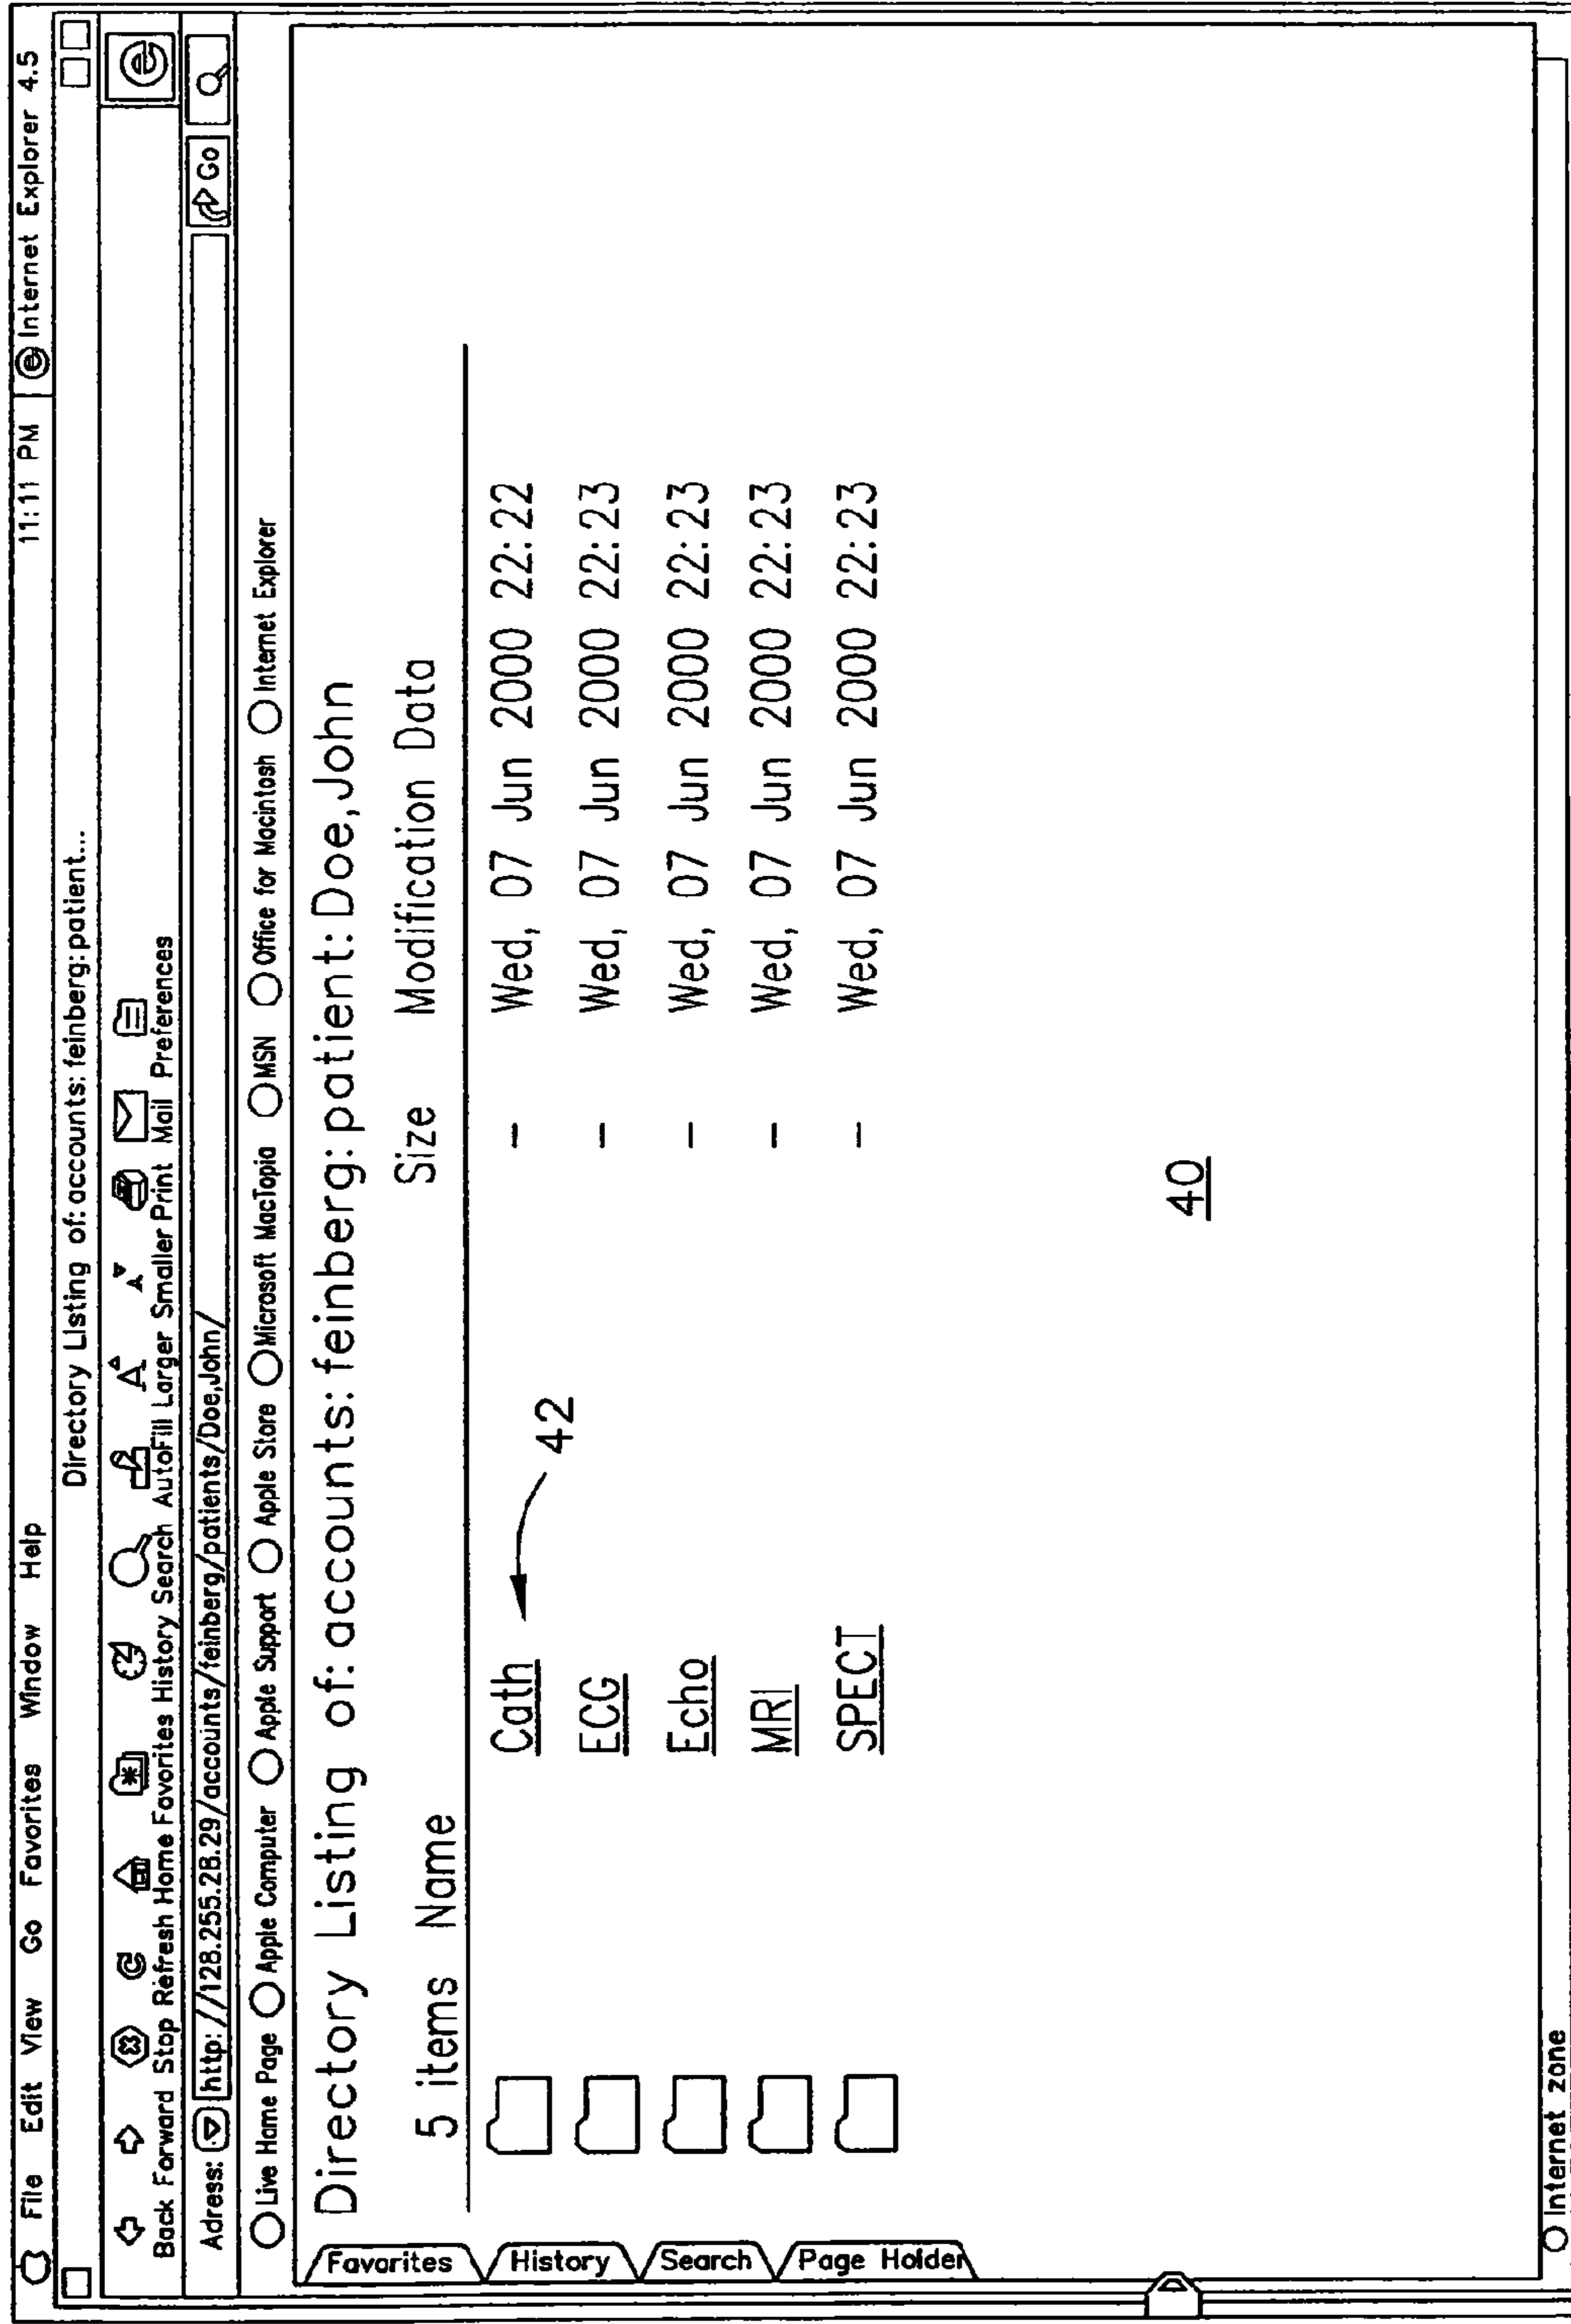 File Edit View Go Favorites Window Help 11:11 PM Internet Explorer 4.5
Directory Listing of: accounts: feinberg: patient...
Back Forward Stop Refresh Home Favorites History Search AutoFill Larger Smaller Print Mail Preferences
Adress: http://128.255.28.29/accounts/feinberg/patients/Doe,John/ Go
Live Home Page Apple Computer Apple Support Apple Store Microsoft MacTopia MSN Office for Macintosh Internet Explorer
Favorites
History
Search
Page Holder
Directory Listing of: accounts: feinberg: patient: Doe, John
5 items Name Size Modification Data
Cath - Wed, 07 Jun 2000 22:22
42
ECG - Wed, 07 Jun 2000 22:23
Echo - Wed, 07 Jun 2000 22:23
MRI - Wed, 07 Jun 2000 22:23
SPECT - Wed, 07 Jun 2000 22:23
40
Internet zone